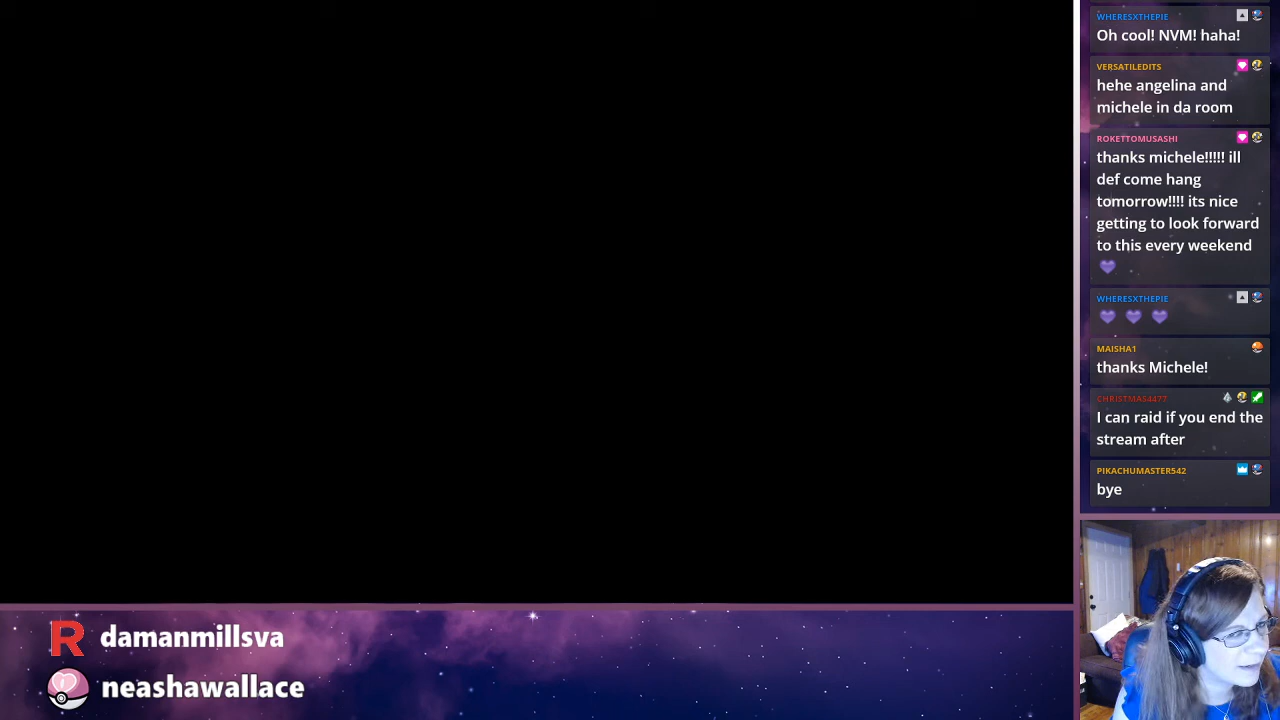 WHERESXTHEPIE
Oh cool! NVM! haha!
VERSATILEDITS
hehe angelina and
michele in da room
ROKETTOMUSASHI
thanks michele!!!!! ill
def come hang
tomorrow!!!! its nice
getting to look forward
to this every weekend
WHERESXTHEPIE
MAISHA1
thanks Michele!
CHRISTMAS4477
I can raid if you end the
stream after
PIKACHUMASTER542
bye
R damanmillsva
neashawallace